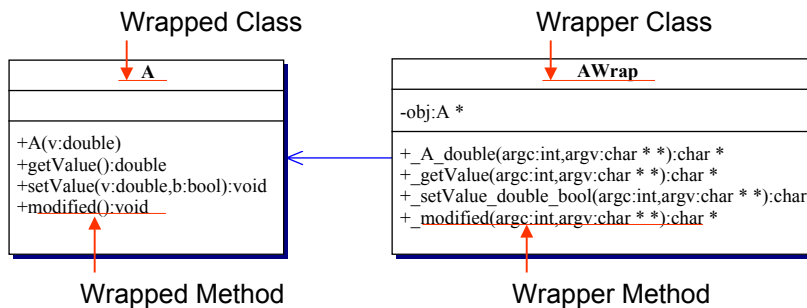 Wrapped Class
Wrapper Class
A
+A(v:double)
+getValue():double
+setValue(v:double,b:bool):void
+modified():void
AWrap
-obj:A *
+_A_double(argc:int,argv:char * *):char *
+_getValue(argc:int,argv:char * *):char *
+_setValue_double_bool(argc:int,argv:char * *):char
+_modified(argc:int,argv:char * *):char *
Wrapped Method
Wrapper Method